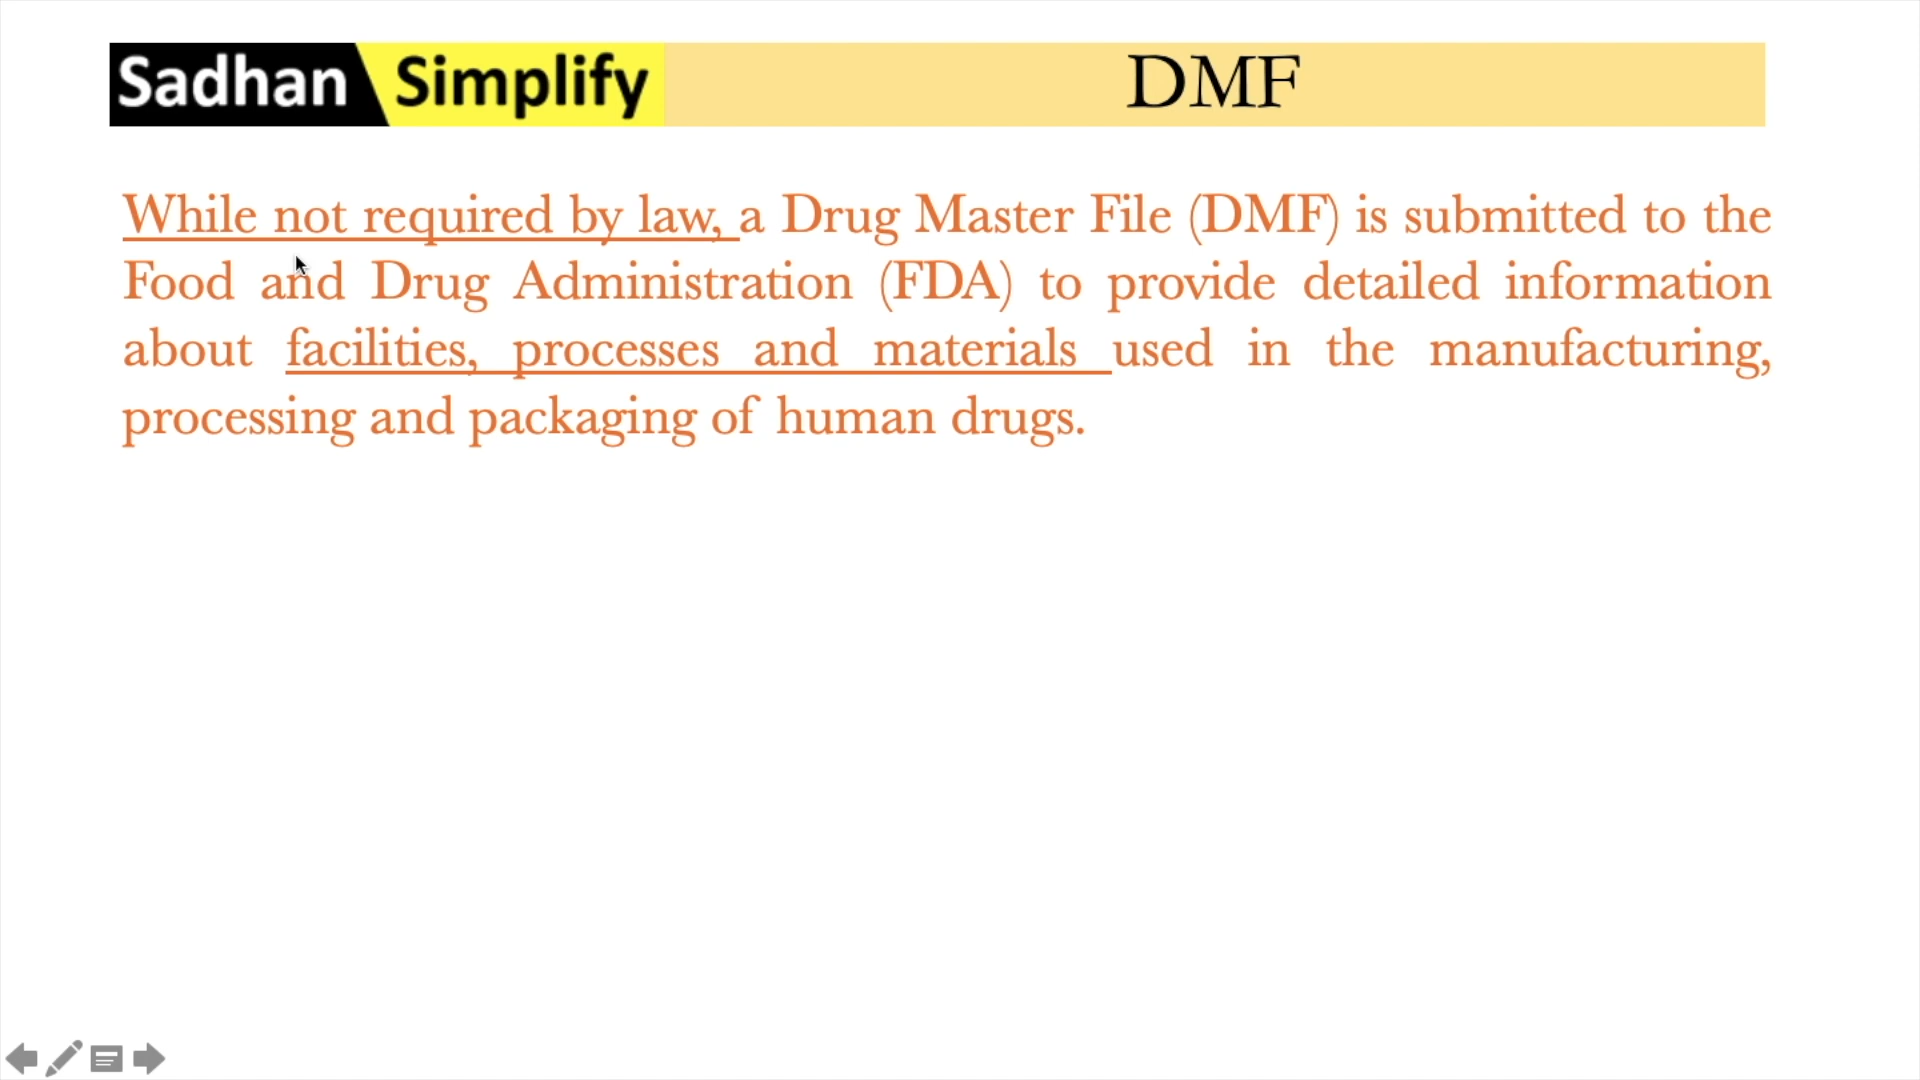 Sadhan Simplify DMF
While not required by law, a Drug Master File (DMF) is submitted to the
Food and Drug Administration (FDA) to provide detailed information
about facilities, processes and materials used in the manufacturing,
processing and packaging of human drugs.